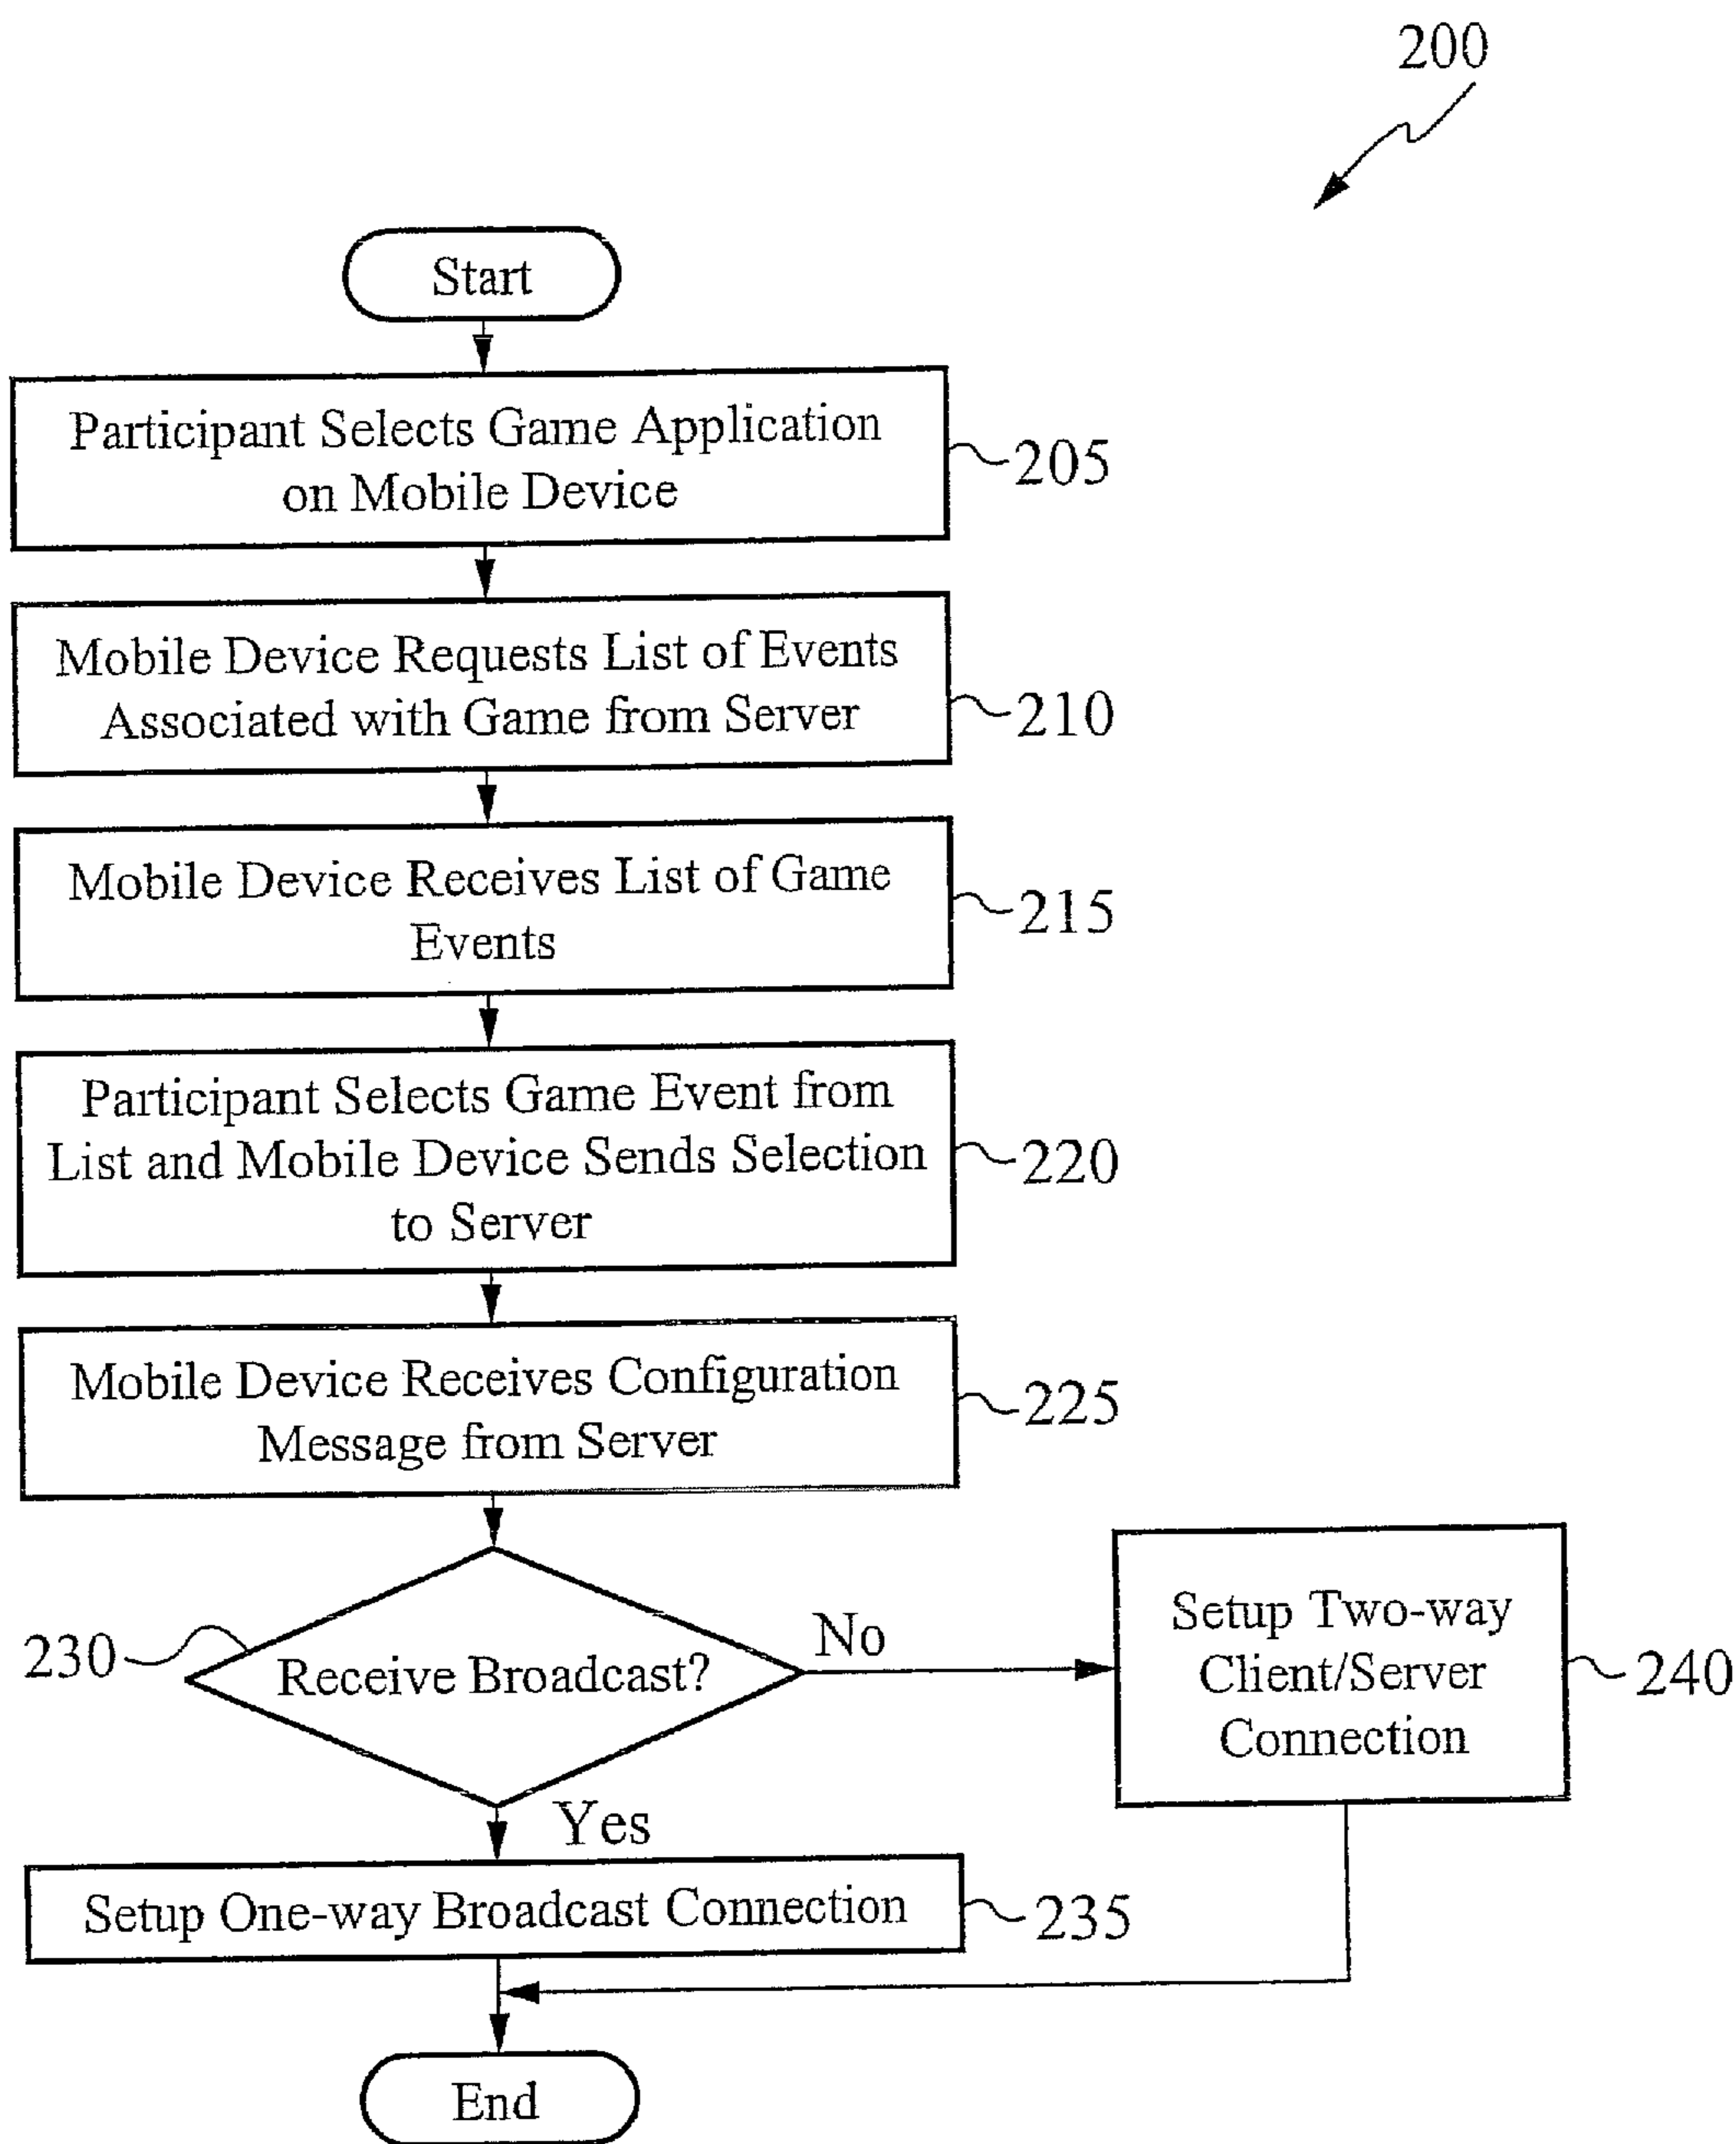 200
Start
Participant Selects Game Application
on Mobile Device
205
Mobile Device Requests List of Events
Associated with Game from Server
210
Mobile Device Receives List of Game
Events
215
Participant Selects Game Event from
List and Mobile Device Sends Selection
to Server
220
Mobile Device Receives Configuration
Message from Server
225
230
Receive Broadcast?
No
Setup Two-way
Client/Server
Connection
240
Yes
Setup One-way Broadcast Connection
235
End